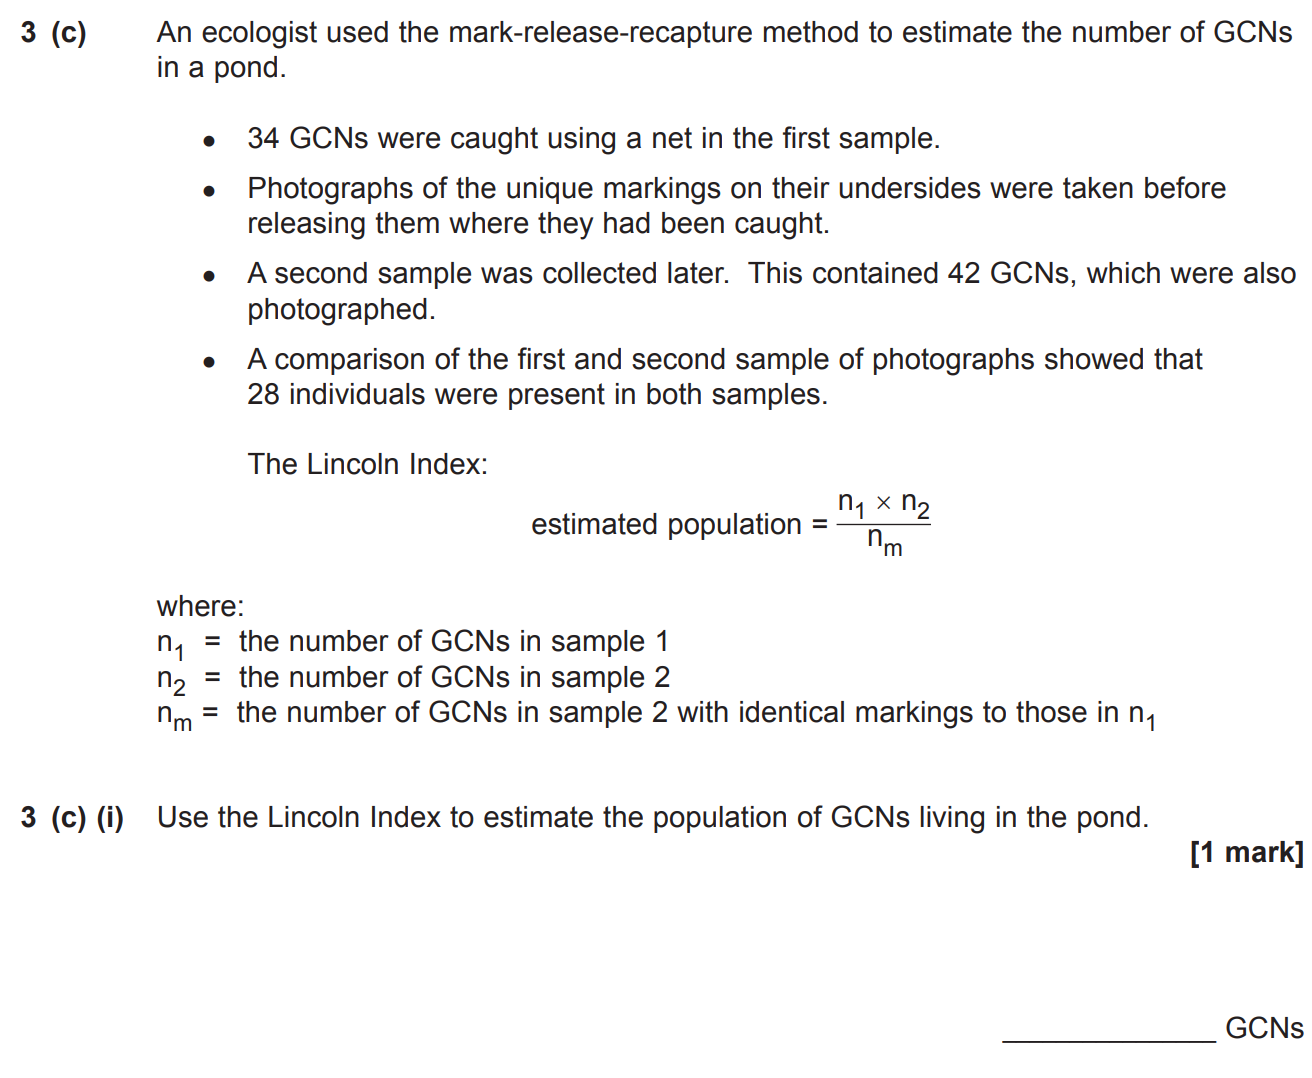 3 (c) An ecologist used the mark-release-recapture method to estimate the number of GCNs
in a pond.
• 34 GCNs were caught using a net in the first sample.
• Photographs of the unique markings on their undersides were taken before
releasing them where they had been caught.
• A second sample was collected later. This contained 42 GCNs, which were also
photographed.
• A comparison of the first and second sample of photographs showed that
28 individuals were present in both samples.
The Lincoln Index:
estimated population = n₁ × n₂ / nₘ
where:
n₁ = the number of GCNs in sample 1
n₂ = the number of GCNs in sample 2
nₘ = the number of GCNs in sample 2 with identical markings to those in n₁
3 (c) (i) Use the Lincoln Index to estimate the population of GCNs living in the pond.
[1 mark]
GCNs